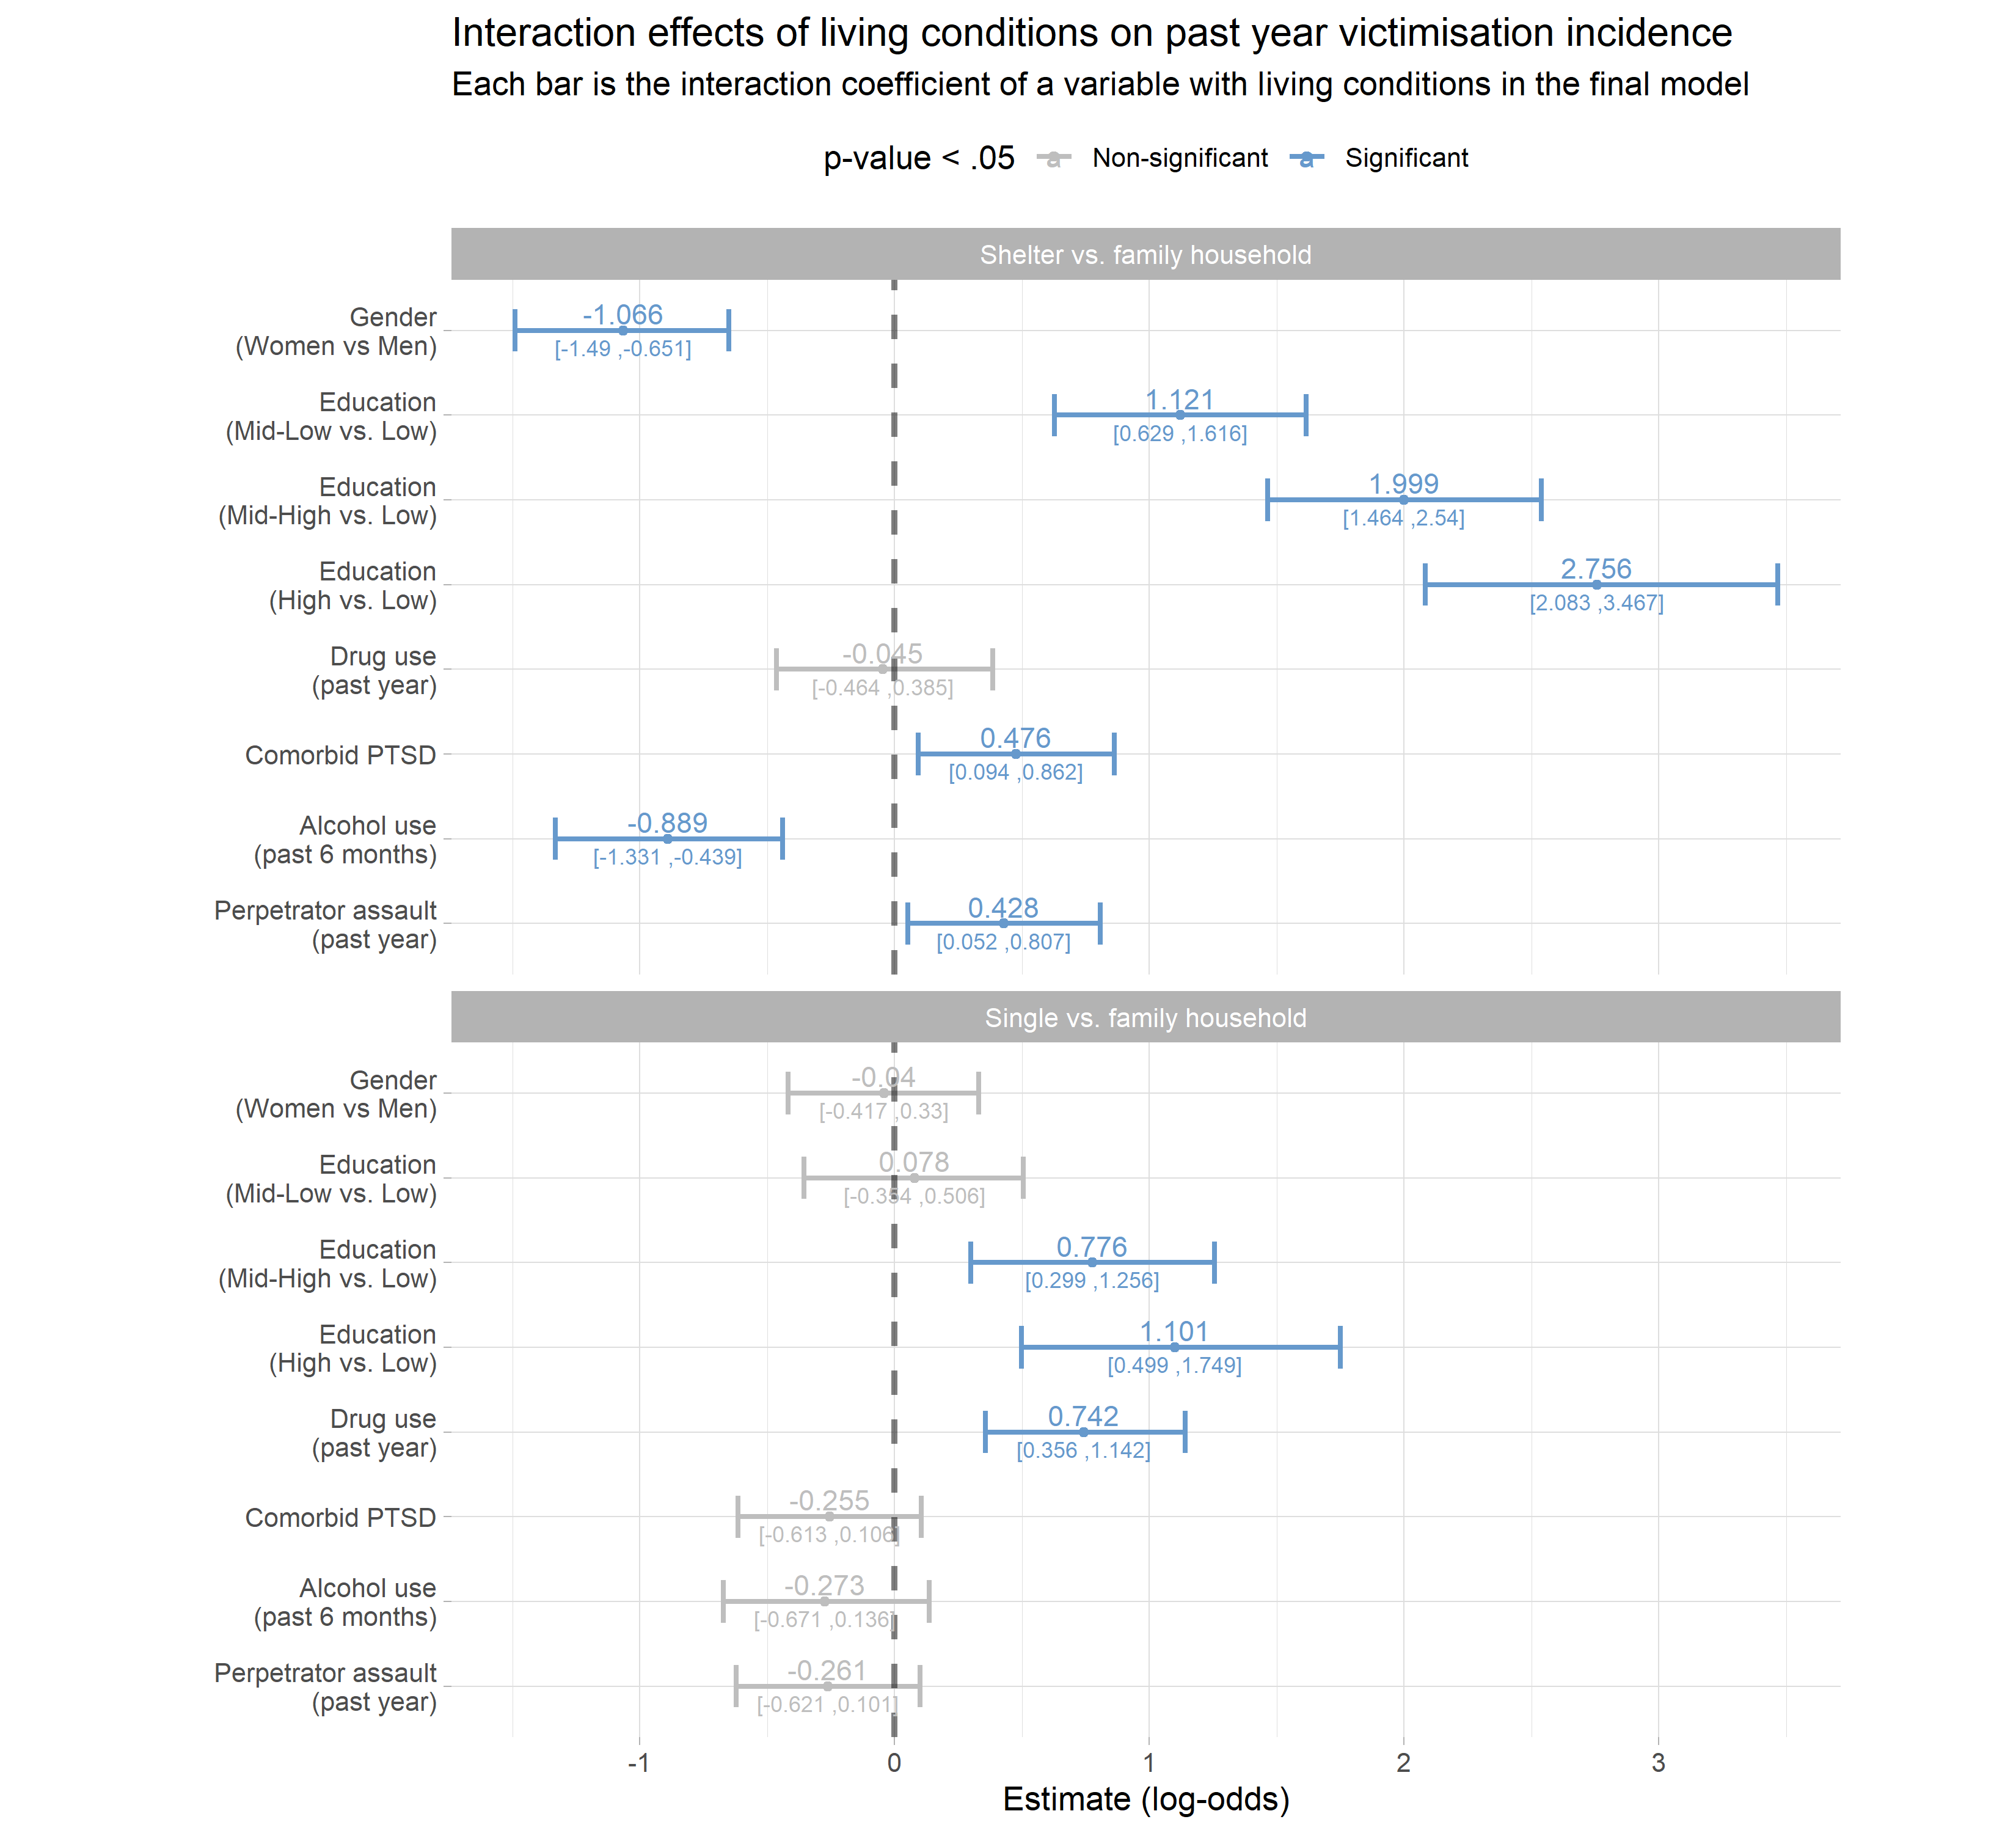 Interaction effects of living conditions on past year victimisation incidence
Each bar is the interaction coefficient of a variable with living conditions in the final model
p-value < .05 a Non-significant a Significant
Shelter vs. family household
Gender
(Women vs Men)
-1.066
[-1.49 ,-0.651]
Education
(Mid-Low vs. Low)
1.121
[0.629 ,1.616]
Education
(Mid-High vs. Low)
1.999
[1.464 ,2.54]
Education
(High vs. Low)
2.756
[2.083 ,3.467]
Drug use
(past year)
-0.045
[-0.464 ,0.385]
Comorbid PTSD
0.476
[0.094 ,0.862]
Alcohol use
(past 6 months)
-0.889
[-1.331 ,-0.439]
Perpetrator assault
(past year)
0.428
[0.052 ,0.807]
Single vs. family household
Gender
(Women vs Men)
-0.04
[-0.417 ,0.33]
Education
(Mid-Low vs. Low)
0.078
[-0.354 ,0.506]
Education
(Mid-High vs. Low)
0.776
[0.299 ,1.256]
Education
(High vs. Low)
1.101
[0.499 ,1.749]
Drug use
(past year)
0.742
[0.356 ,1.142]
Comorbid PTSD
-0.255
[-0.613 ,0.106]
Alcohol use
(past 6 months)
-0.273
[-0.671 ,0.136]
Perpetrator assault
(past year)
-0.261
[-0.621 ,0.101]
-1 0 1 2 3
Estimate (log-odds)